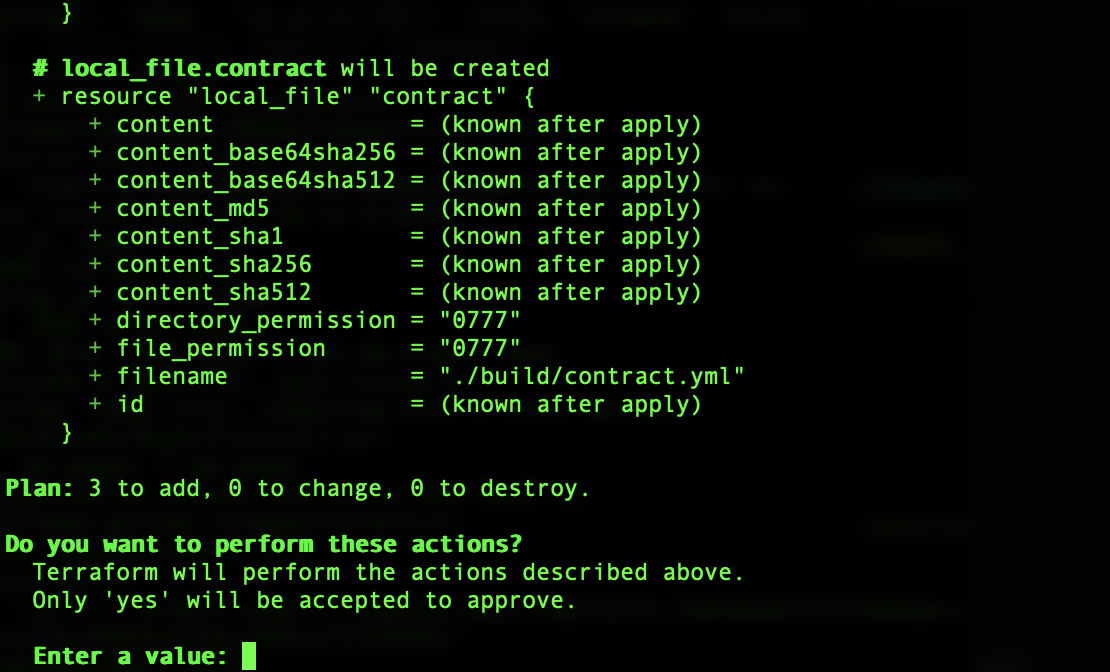 }
# local_file.contract will be created
+ resource "local_file" "contract" {
+ content = (known after apply)
+ content_base64sha256 = (known after apply)
+ content_base64sha512 = (known after apply)
+ content_md5 = (known after apply)
+ content_sha1 = (known after apply)
+ content_sha256 = (known after apply)
+ content_sha512 = (known after apply)
+ directory_permission = "0777"
+ file_permission = "0777"
+ filename = "./build/contract.yml"
+ id = (known after apply)
}
Plan: 3 to add, 0 to change, 0 to destroy.
Do you want to perform these actions?
Terraform will perform the actions described above.
Only 'yes' will be accepted to approve.
Enter a value: